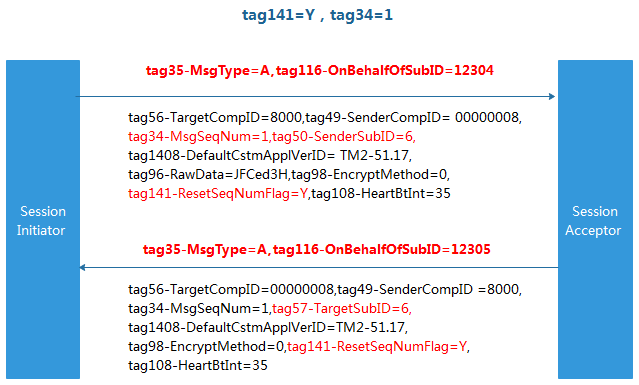 tag141=Y , tag34=1
tag35-MsgType=A,tag116-OnBehalfOfSubID=12304
tag56-TargetCompID=8000,tag49-SenderCompID= 00000008,
tag34-MsgSeqNum=1,tag50-SenderSubID=6,
tag1408-DefaultCstmApplVerID= TM2-51.17,
tag96-RawData=JFCed3H,tag98-EncryptMethod=0,
tag141-ResetSeqNumFlag=Y,tag108-HeartBtInt=35
Session
Initiator
Session
Acceptor
tag35-MsgType=A,tag116-OnBehalfOfSubID=12305
tag56-TargetCompID=00000008,tag49-SenderCompID =8000,
tag34-MsgSeqNum=1,tag57-TargetSubID=6,
tag1408-DefaultCstmApplVerID=TM2-51.17,
tag98-EncryptMethod=0,tag141-ResetSeqNumFlag=Y,
tag108-HeartBtInt=35